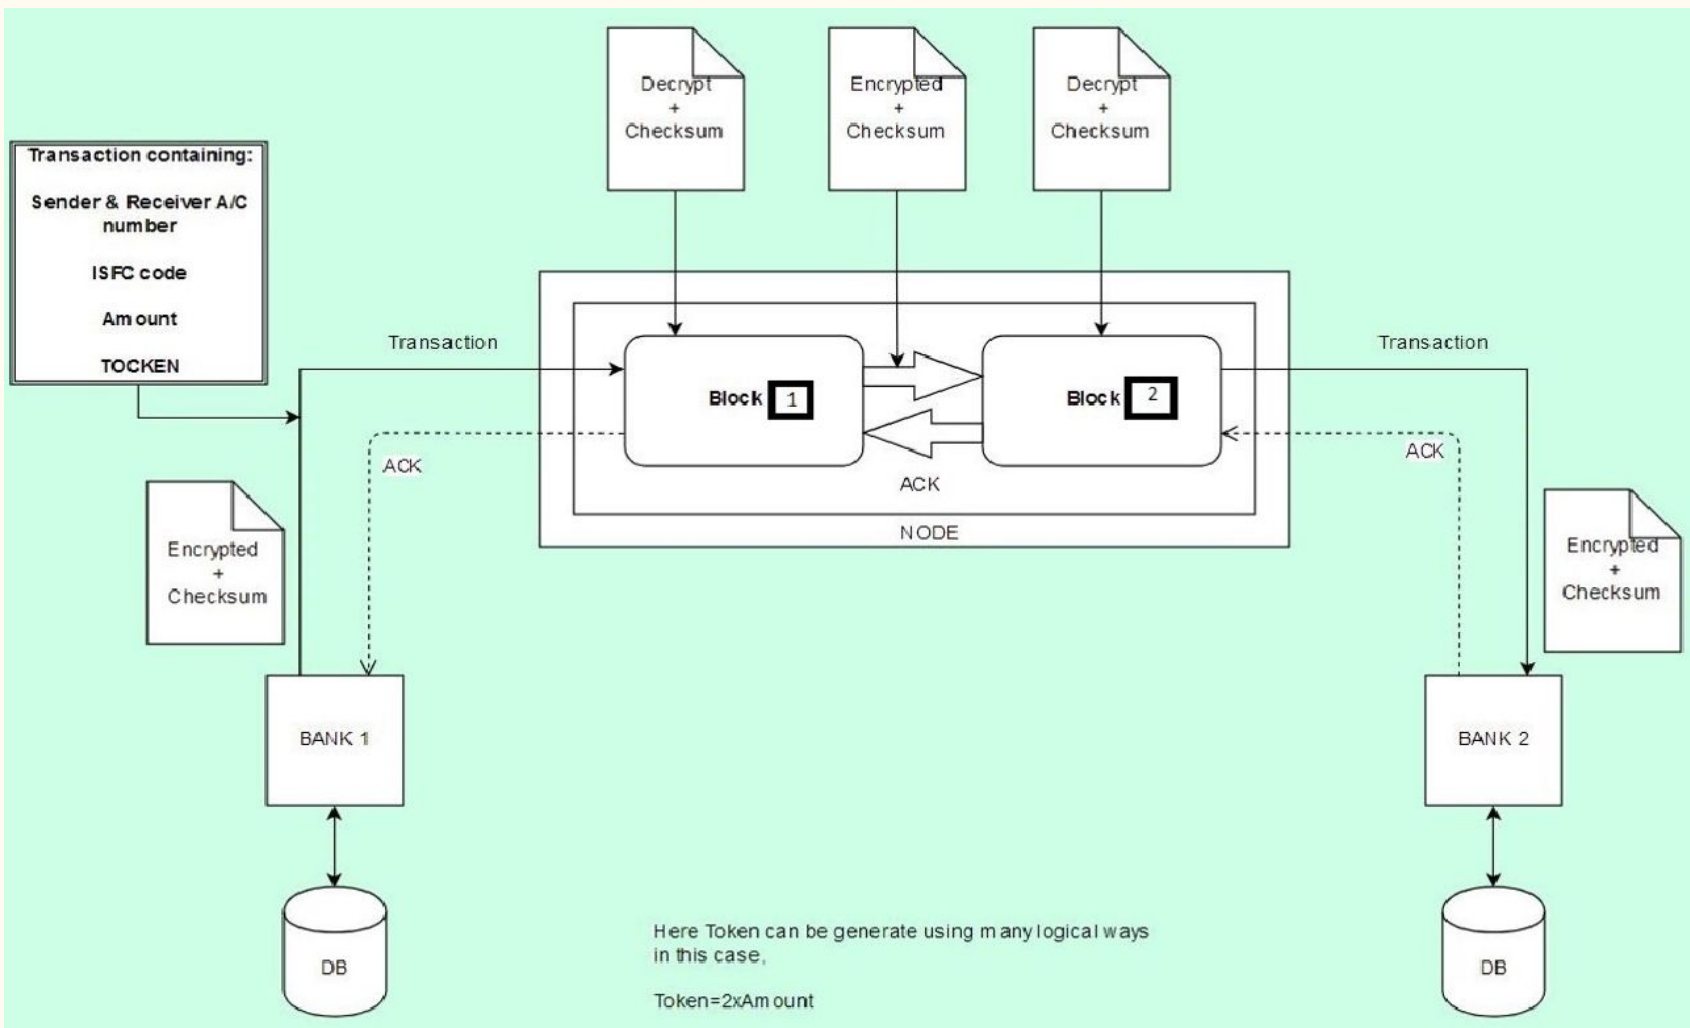 Decrypt
+
Checksum
Encrypted
+
Checksum
Decrypt
+
Checksum
Transaction containing:
Sender & Receiver A/C
number
ISFC code
Amount
TOCKEN
Transaction
Transaction
Block 1
Block 2
ACK
ACK
ACK
NODE
Encrypted
+
Checksum
Encrypted
+
Checksum
BANK 1
BANK 2
DB
DB
Here Token can be generate using many logical ways
in this case,
Token=2xAmount